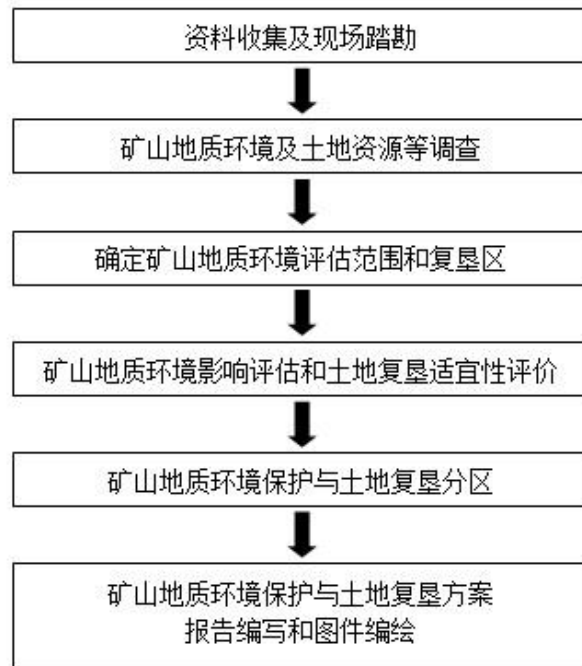 资料收集及现场踏勘
矿山地质环境及土地资源等调查
确定矿山地质环境评估范围和复垦区
矿山地质环境影响评估和土地复垦适宜性评价
矿山地质环境保护与土地复垦分区
矿山地质环境保护与土地复垦方案
报告编写和图件编绘